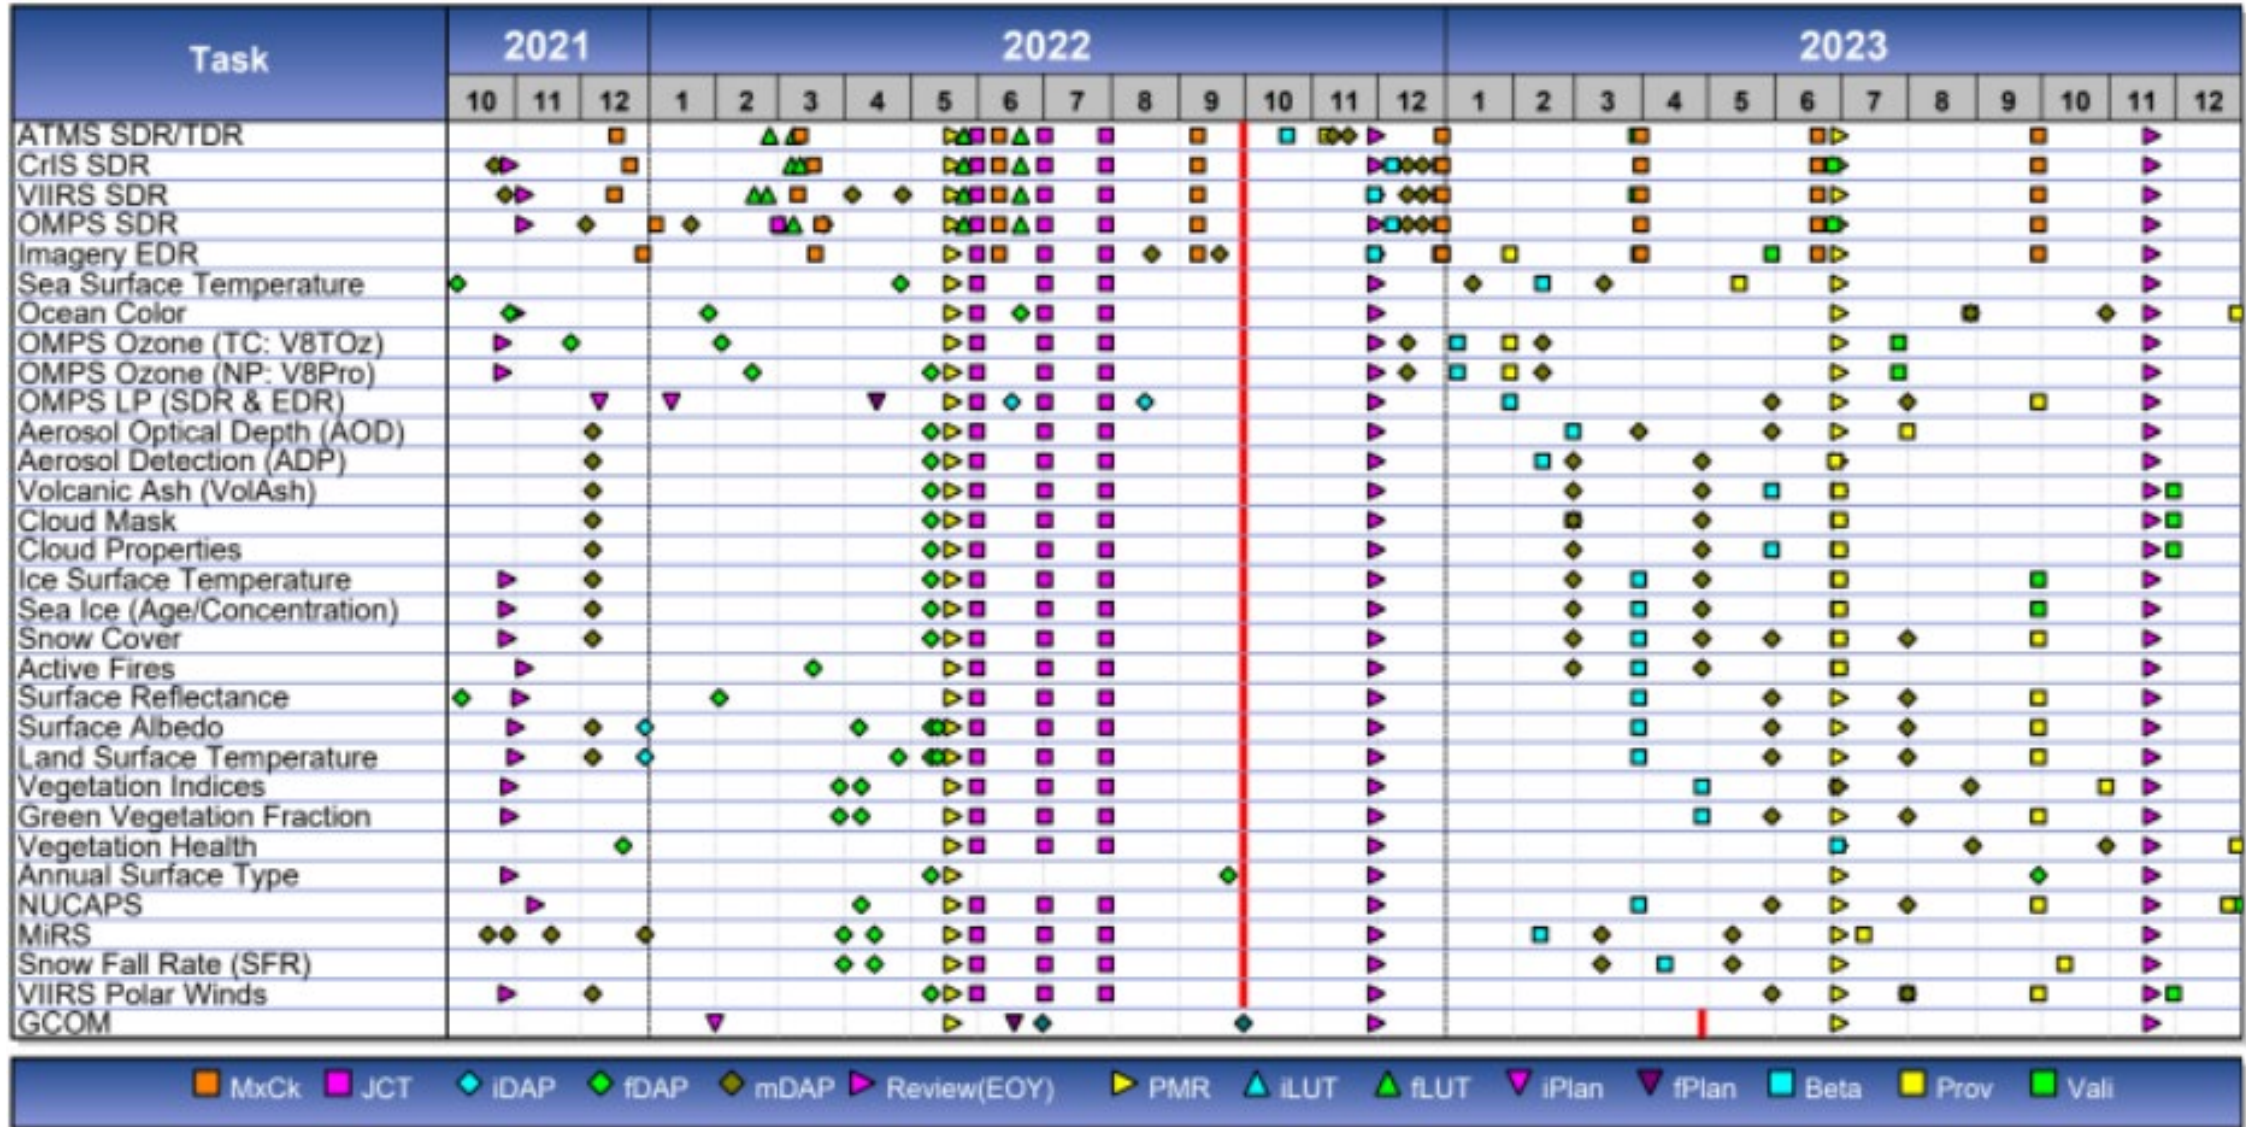 Task 2021 2022 2023
10 11 12 1 2 3 4 5 6 7 8 9 10 11 12 1 2 3 4 5 6 7 8 9 10 11 12
ATMS SDR/TDR
CrIS SDR
VIIRS SDR
OMPS SDR
Imagery EDR
Sea Surface Temperature
Ocean Color
OMPS Ozone (TC: V8TOz)
OMPS Ozone (NP: V8Pro)
OMPS LP (SDR & EDR)
Aerosol Optical Depth (AOD)
Aerosol Detection (ADP)
Volcanic Ash (VolAsh)
Cloud Mask
Cloud Properties
Ice Surface Temperature
Sea Ice (Age/Concentration)
Snow Cover
Active Fires
Surface Reflectance
Surface Albedo
Land Surface Temperature
Vegetation Indices
Green Vegetation Fraction
Vegetation Health
Annual Surface Type
NUCAPS
MiRS
Snow Fall Rate (SFR)
VIIRS Polar Winds
GCOM
MxCk JCT iDAP fDAP mDAP Review(EOY) PMR iLUT fLUT iPlan fPlan Beta Prov Vali